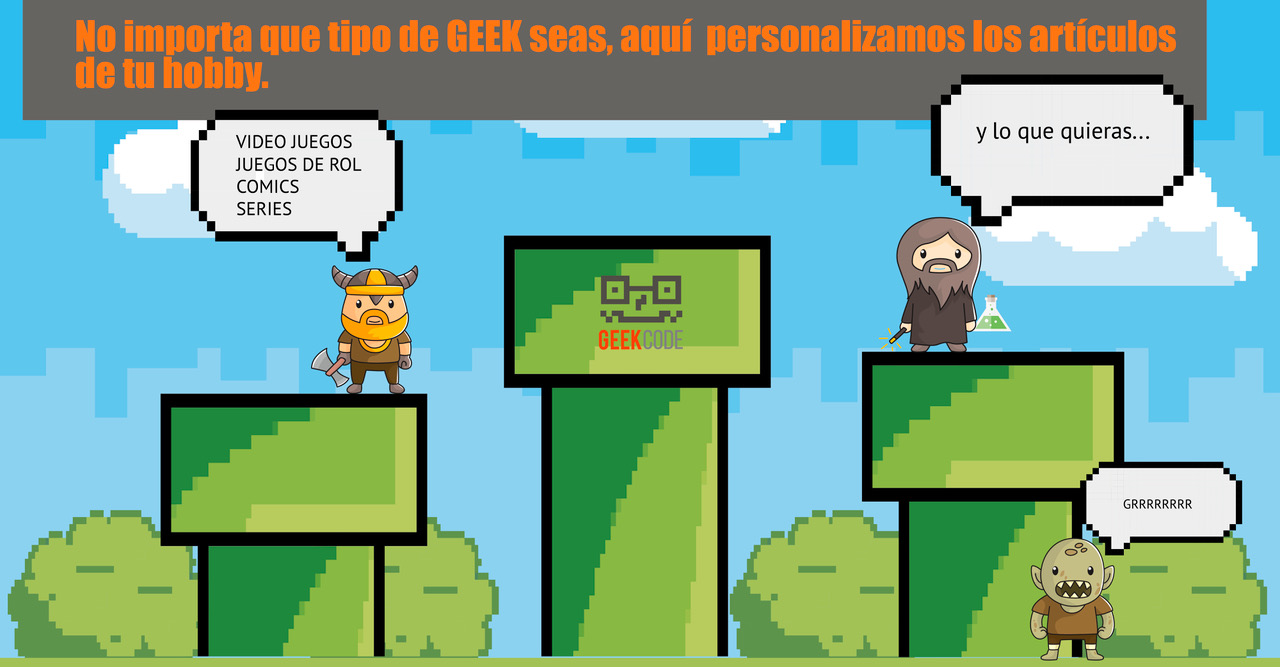 No importa que tipo de GEEK seas, aquí personalizamos los artículos
de tu hobby.
VIDEO JUEGOS
JUEGOS DE ROL
COMICS
SERIES
y lo que quieras...
GEEKCODE
GRRRRRRRR